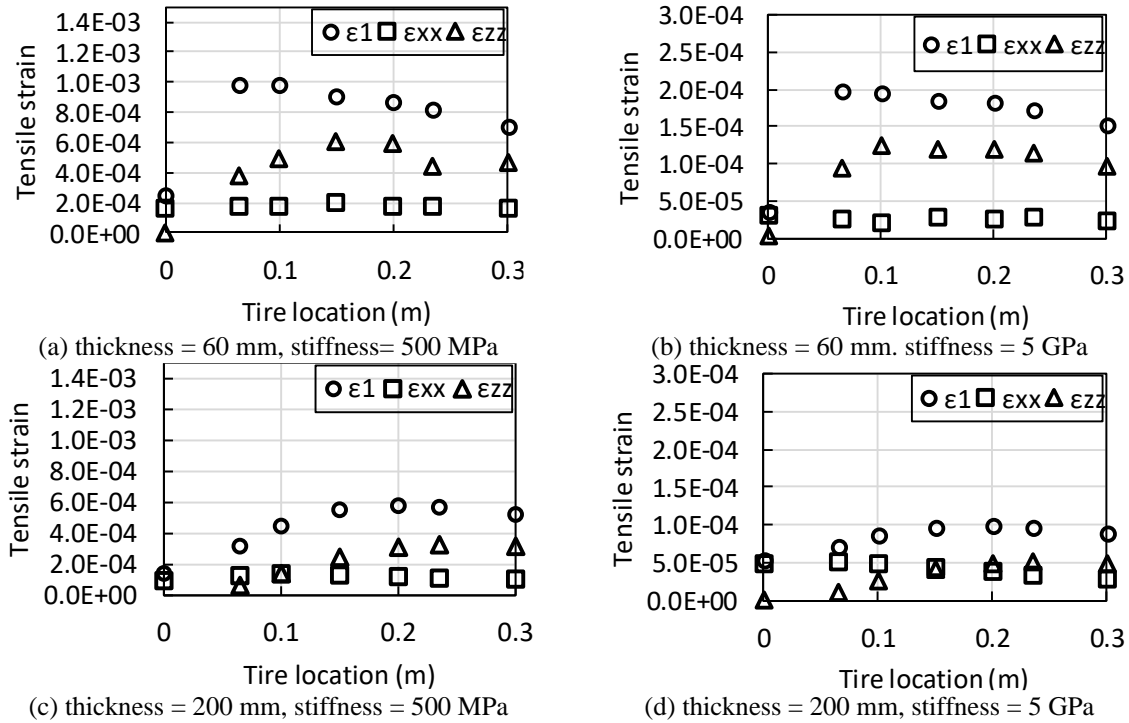 1.4E-03
1.2E-03
1.0E-03
8.0E-04
6.0E-04
4.0E-04
2.0E-04
0.0E+00
Tensile strain
ε1 εxx εzz
0 0.1 0.2 0.3
Tire location (m)
(a) thickness = 60 mm, stiffness= 500 MPa
3.0E-04
2.5E-04
2.0E-04
1.5E-04
1.0E-04
5.0E-05
0.0E+00
Tensile strain
ε1 εxx εzz
0 0.1 0.2 0.3
Tire location (m)
(b) thickness = 60 mm. stiffness = 5 GPa
1.4E-03
1.2E-03
1.0E-03
8.0E-04
6.0E-04
4.0E-04
2.0E-04
0.0E+00
Tensile strain
ε1 εxx εzz
0 0.1 0.2 0.3
Tire location (m)
(c) thickness = 200 mm, stiffness = 500 MPa
3.0E-04
2.5E-04
2.0E-04
1.5E-04
1.0E-04
5.0E-05
0.0E+00
Tensile strain
ε1 εxx εzz
0 0.1 0.2 0.3
Tire location (m)
(d) thickness = 200 mm, stiffness = 5 GPa